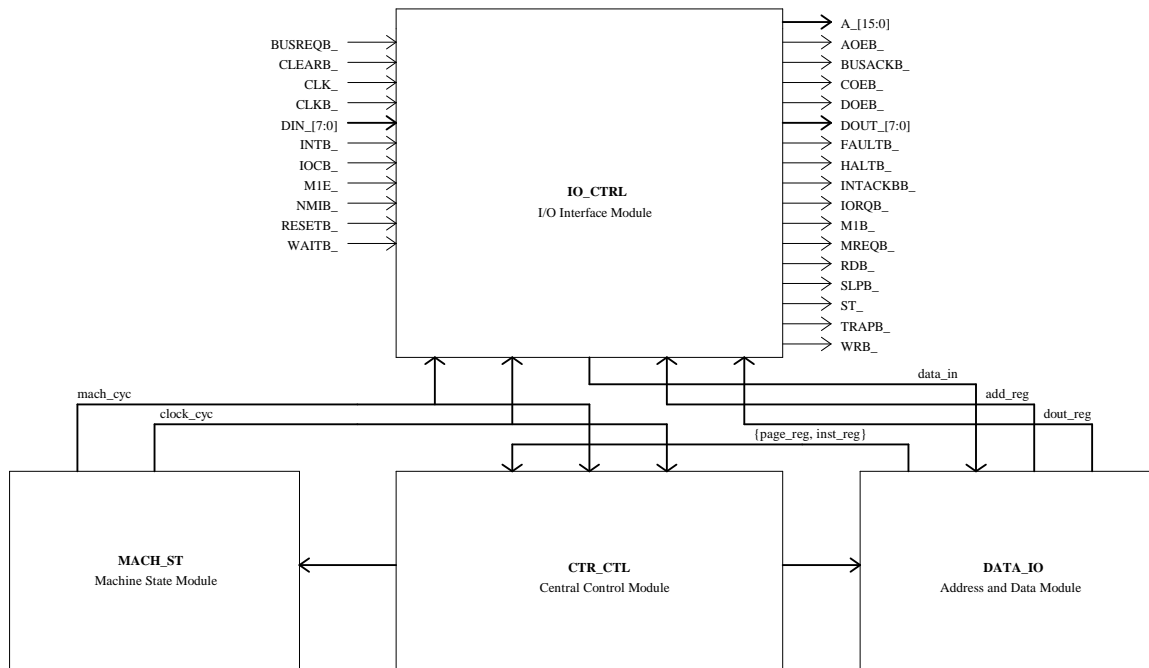 A_[15:0]
BUSREQB_
AOEB_
CLEARB_
BUSACKB_
CLK_
COEB_
CLKB_
DOEB_
DIN_[7:0]
DOUT_[7:0]
INTB_
FAULTB_
IOCB_
HALTB_
M1E_
INTACKBB_
NMIB_
IORQB_
RESETB_
M1B_
WAITB_
MREQB_
RDB_
SLPB_
ST_
TRAPB_
WRB_
IO_CTRL
I/O Interface Module
data_in
mach_cyc
add_reg
clock_cyc
dout_reg
{page_reg, inst_reg}
MACH_ST
Machine State Module
CTR_CTL
Central Control Module
DATA_IO
Address and Data Module